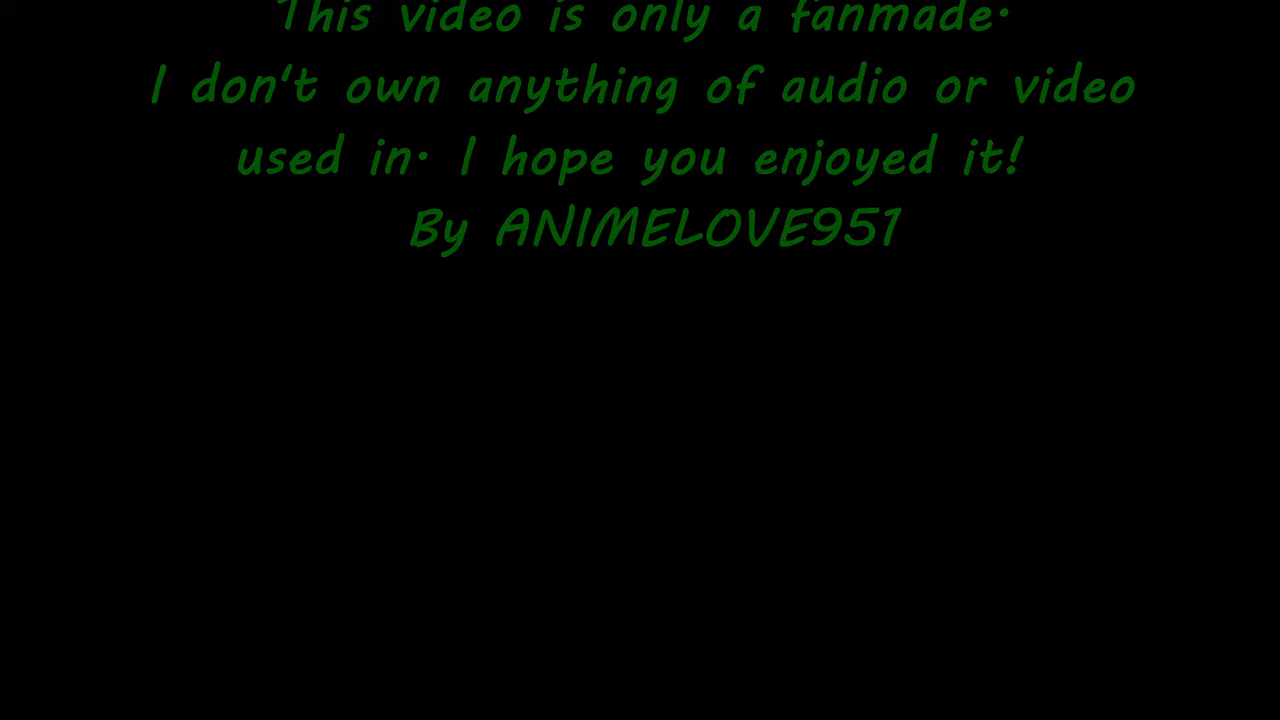 This video is only a fanmade.
I don't own anything of audio or video
used in. I hope you enjoyed it!
By ANIMELOVE951